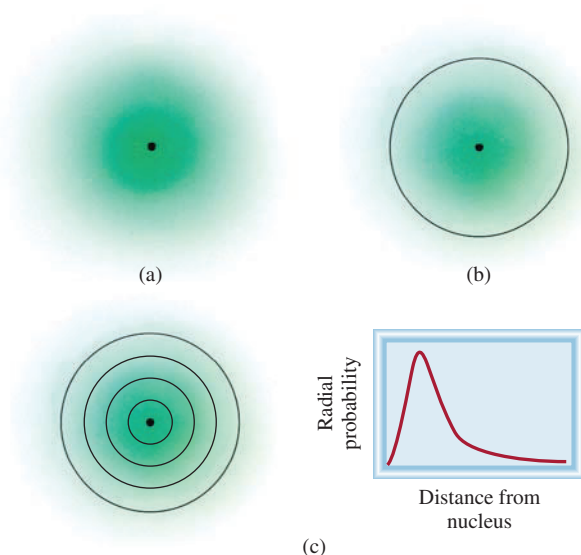 (a)
(b)
Radial
probability
Distance from
nucleus
(c)